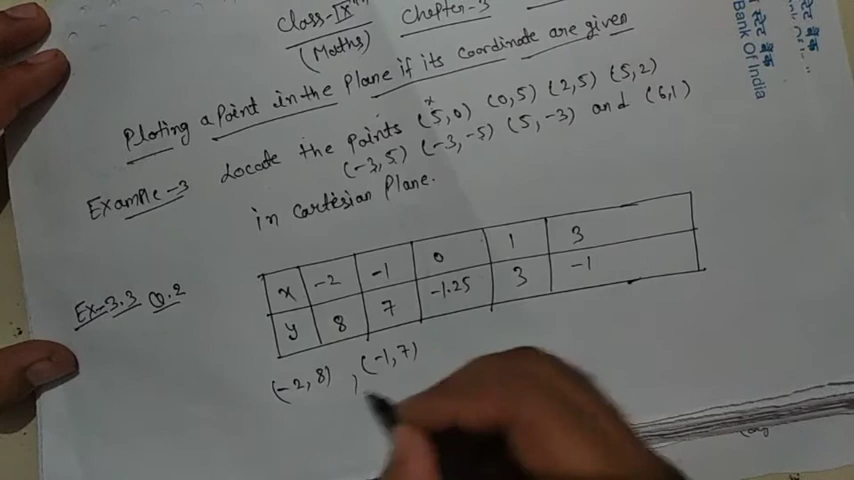 Class-IXth Chapter-3
(Maths)
Ploting a Point in the Plane if its coordinate are given
Example-3 Locate the points (5,0) (0,5) (2,5) (5,2)
(-3,5) (-3,-5) (5,-3) and (6,1)
in Cartesian Plane.
Ex-3.3 Q.2
x -2 -1 0 1 3
y 8 7 -1.25 3 -1
(-2,8) , (-1,7)
स्टेट बैंक
Bank Of India